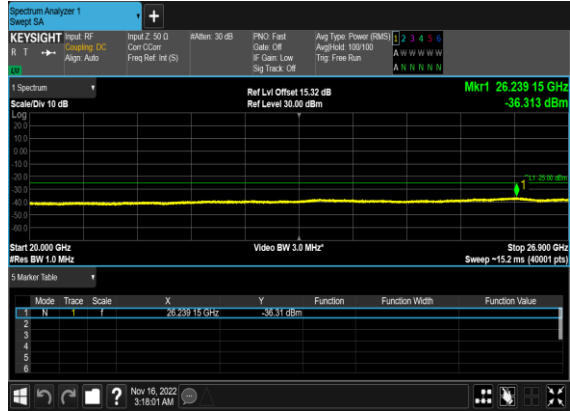 Spectrum Analyzer 1
Swept SA
KEYSIGHT Input: RF Input Z: 50 Ω #Atten: 30 dB PNO: Fast Avg Type: Power (RMS) 1 2 3 4 5 6
R T Coupling: DC Corr CCorr Gate: Off Avg|Hold: 100/100 A W W W W W
Align: Auto Freq Ref: Int (S) IF Gain: Low Trig: Free Run
LV Sig Track: Off A N N N N N
1 Spectrum Ref Lvl Offset 15.32 dB Mkr1 26.239 15 GHz
Scale/Div 10 dB Ref Level 30.00 dBm -36.313 dBm
Log
20.0
10.0
0.00
-10.0
-20.0
L1 -25.00 dBm
1
-30.0
-40.0
-50.0
-60.0
Start 20.000 GHz Video BW 3.0 MHz* Stop 26.900 GHz
#Res BW 1.0 MHz Sweep ~15.2 ms (40001 pts)
5 Marker Table
Mode Trace Scale X Y Function Function Width Function Value
1 N 1 f 26.239 15 GHz -36.31 dBm
2
3
4
5
6
? Nov 16, 2022
3:18:01 AM